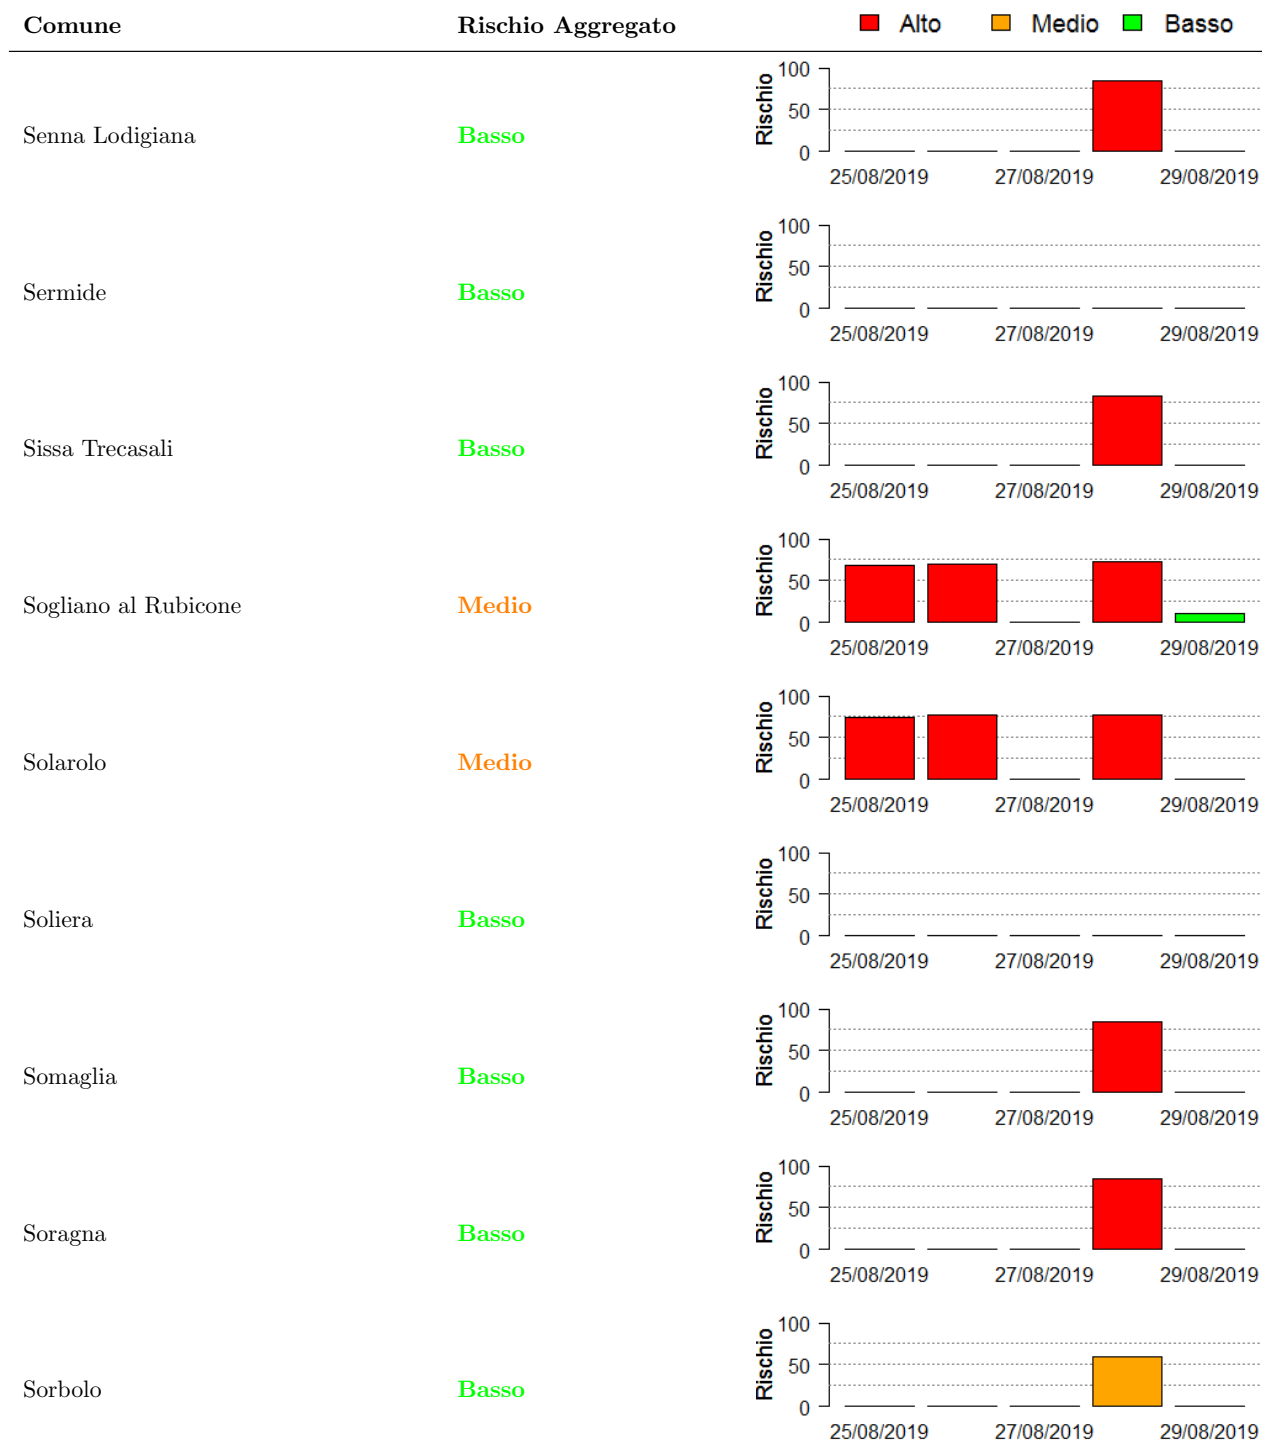 Comune Rischio Aggregato Alto Medio Basso
Senna Lodigiana Basso Rischio 100 50 0
25/08/2019 27/08/2019 29/08/2019
Sermide Basso Rischio 100 50 0
25/08/2019 27/08/2019 29/08/2019
Sissa Trecasali Basso Rischio 100 50 0
25/08/2019 27/08/2019 29/08/2019
Sogliano al Rubicone Medio Rischio 100 50 0
25/08/2019 27/08/2019 29/08/2019
Solarolo Medio Rischio 100 50 0
25/08/2019 27/08/2019 29/08/2019
Soliera Basso Rischio 100 50 0
25/08/2019 27/08/2019 29/08/2019
Somaglia Basso Rischio 100 50 0
25/08/2019 27/08/2019 29/08/2019
Soragna Basso Rischio 100 50 0
25/08/2019 27/08/2019 29/08/2019
Sorbolo Basso Rischio 100 50 0
25/08/2019 27/08/2019 29/08/2019